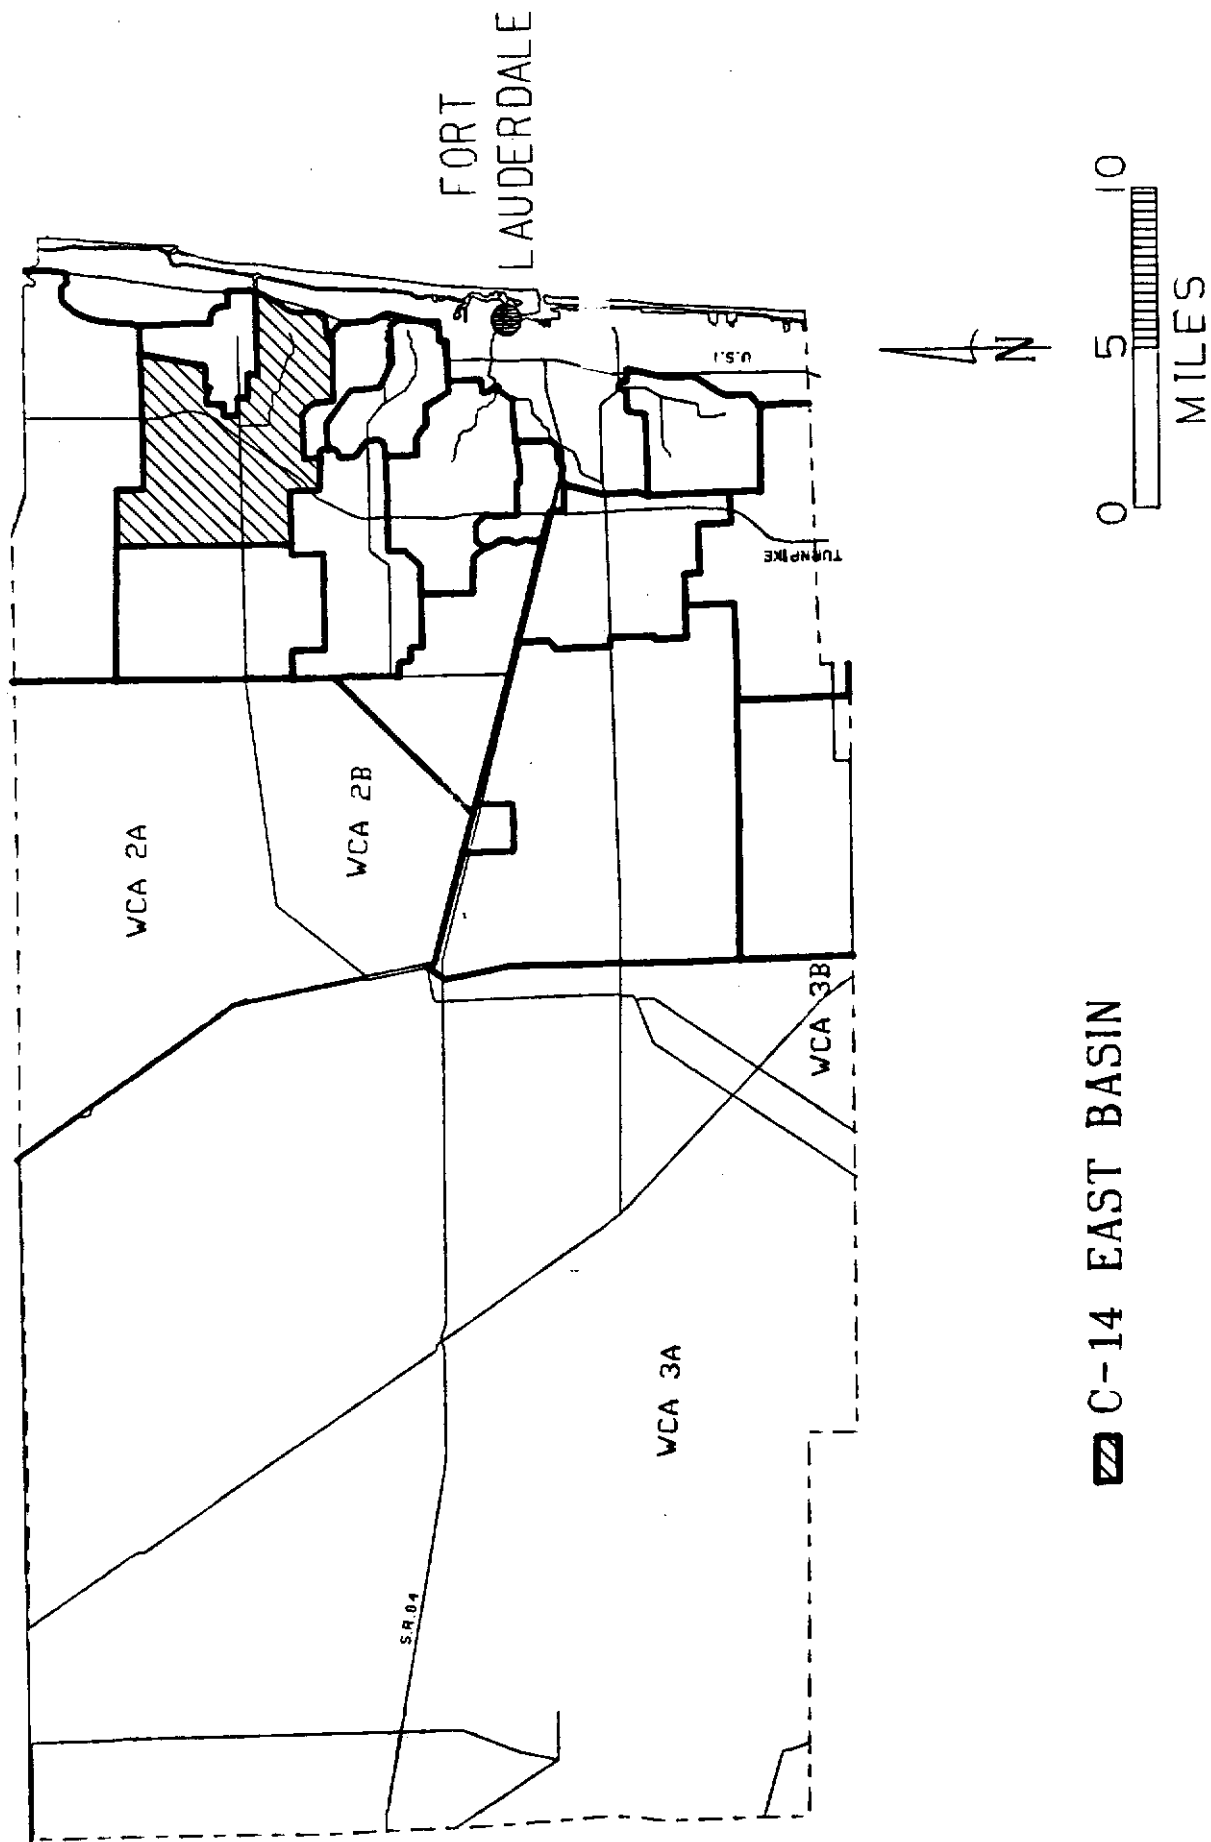 FORT
LAUDERDALE
WCA 2A
WCA 2B
U.S.1
TURNPIKE
WCA 3B
WCA 3A
S.R.84
N
0 5 10
MILES
C-14 EAST BASIN